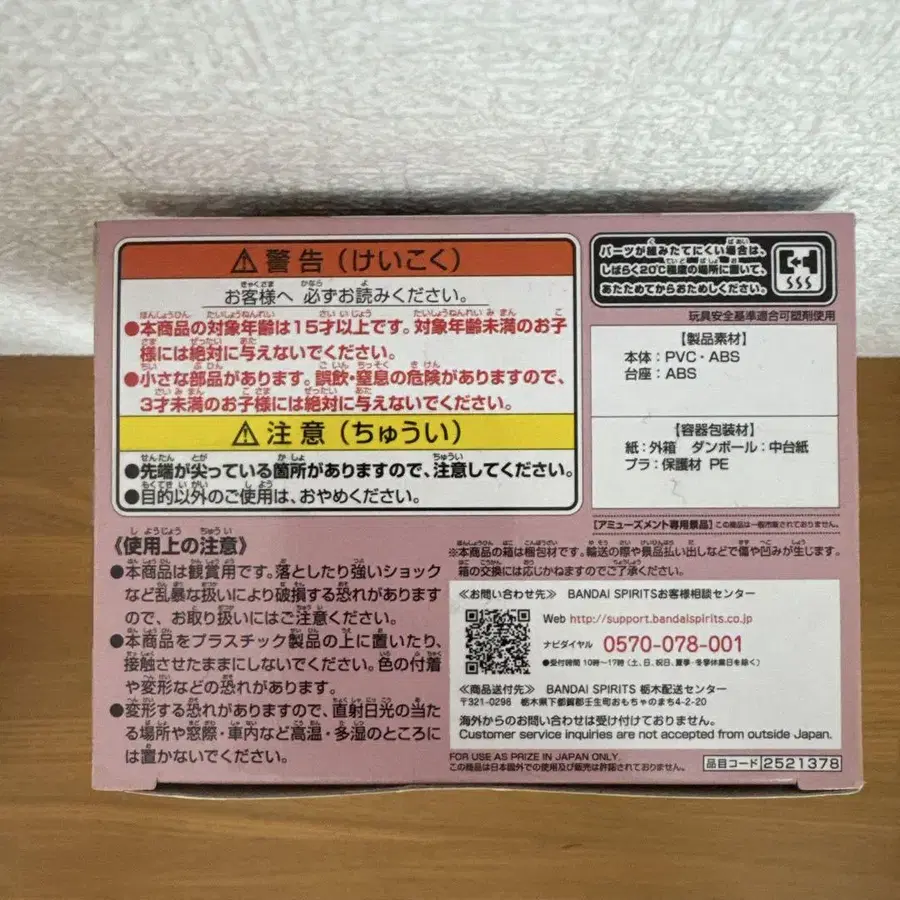 ⚠警告（けいこく）
お客様へ 必ずお読みください。
●本商品の対象年齢は15才以上です。対象年齢未満のお子
様には絶対に与えないでください。
●小さな部品があります。誤飲・窒息の危険がありますので、
3才未満のお子様には絶対に与えないでください。
⚠注意（ちゅうい）
●先端が尖っている箇所がありますので、注意してください。
●目的以外のご使用は、おやめください。
《使用上の注意》
●本商品は観賞用です。落としたり強いショック
など乱暴な扱いにより破損する恐れがあります
ので、お取り扱いにはご注意ください。
●本商品をプラスチック製品の上に置いたり、
接触させたままにしないでください。色の付着
や変形などの恐れがあります。
●変形する恐れがありますので、直射日光の当た
る場所や窓際・車内など高温・多湿のところに
は置かないでください。
パーツが組みたてにくい場合は、
しばらく20℃程度の場所に置いて、
あたためてからおためしください。
玩具安全基準適合可塑剤使用
【製品素材】
本体：PVC・ABS
台座：ABS
【容器包装材】
紙：外箱 ダンボール：中台紙
プラ：保護材 PE
【アミューズメント専用景品】この商品は一般市販されておりません。
※本商品の箱は梱包材です。輸送の際や景品払い出しなどで傷や凹みが生じます。
箱の交換には応じかねますのでご了承ください。
≪お問い合わせ先≫ BANDAI SPIRITSお客様相談センター
Web http://support.bandaispirits.co.jp
ナビダイヤル 0570-078-001
●受付時間 10時〜17時（土、日、祝日、夏季・冬季休業日を除く）
≪商品送付先≫ BANDAI SPIRITS 栃木配送センター
〒321-0298 栃木県下都賀郡壬生町おもちゃのまち4-2-20
海外からのお問い合わせは受け付けておりません。
Customer service inquiries are not accepted from outside Japan.
FOR USE AS PRIZE IN JAPAN ONLY.
この商品は日本国外での使用及び販売は許諾されておりません。
品目コード 2521378